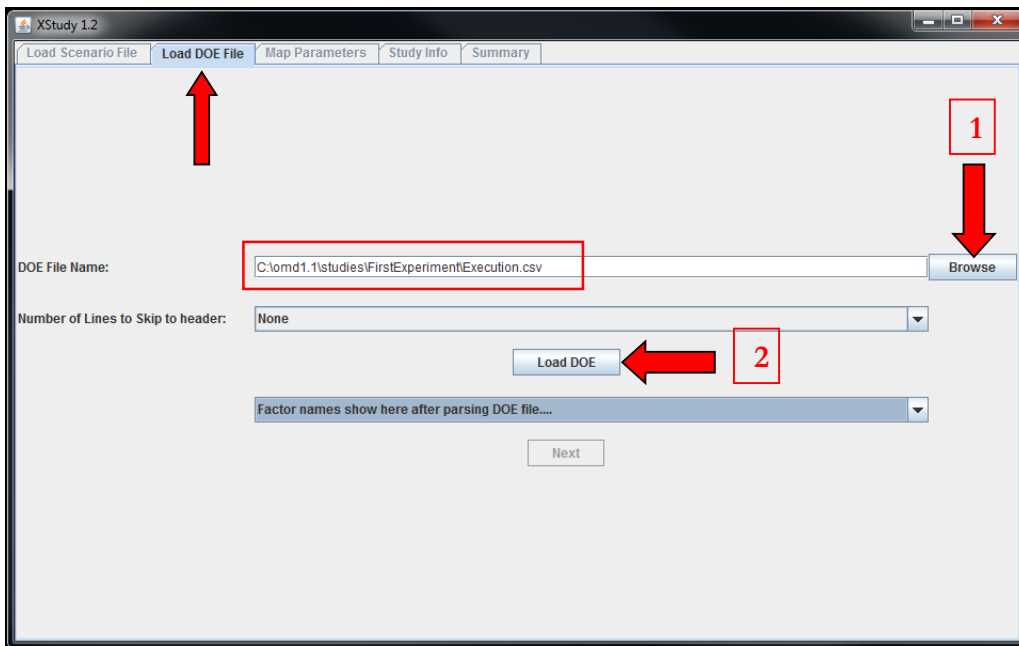 XStudy 1.2
Load Scenario File Load DOE File Map Parameters Study Info Summary
1
DOE File Name: C:\omd1.1\studies\FirstExperiment\Execution.csv Browse
Number of Lines to Skip to header: None
Load DOE 2
Factor names show here after parsing DOE file....
Next